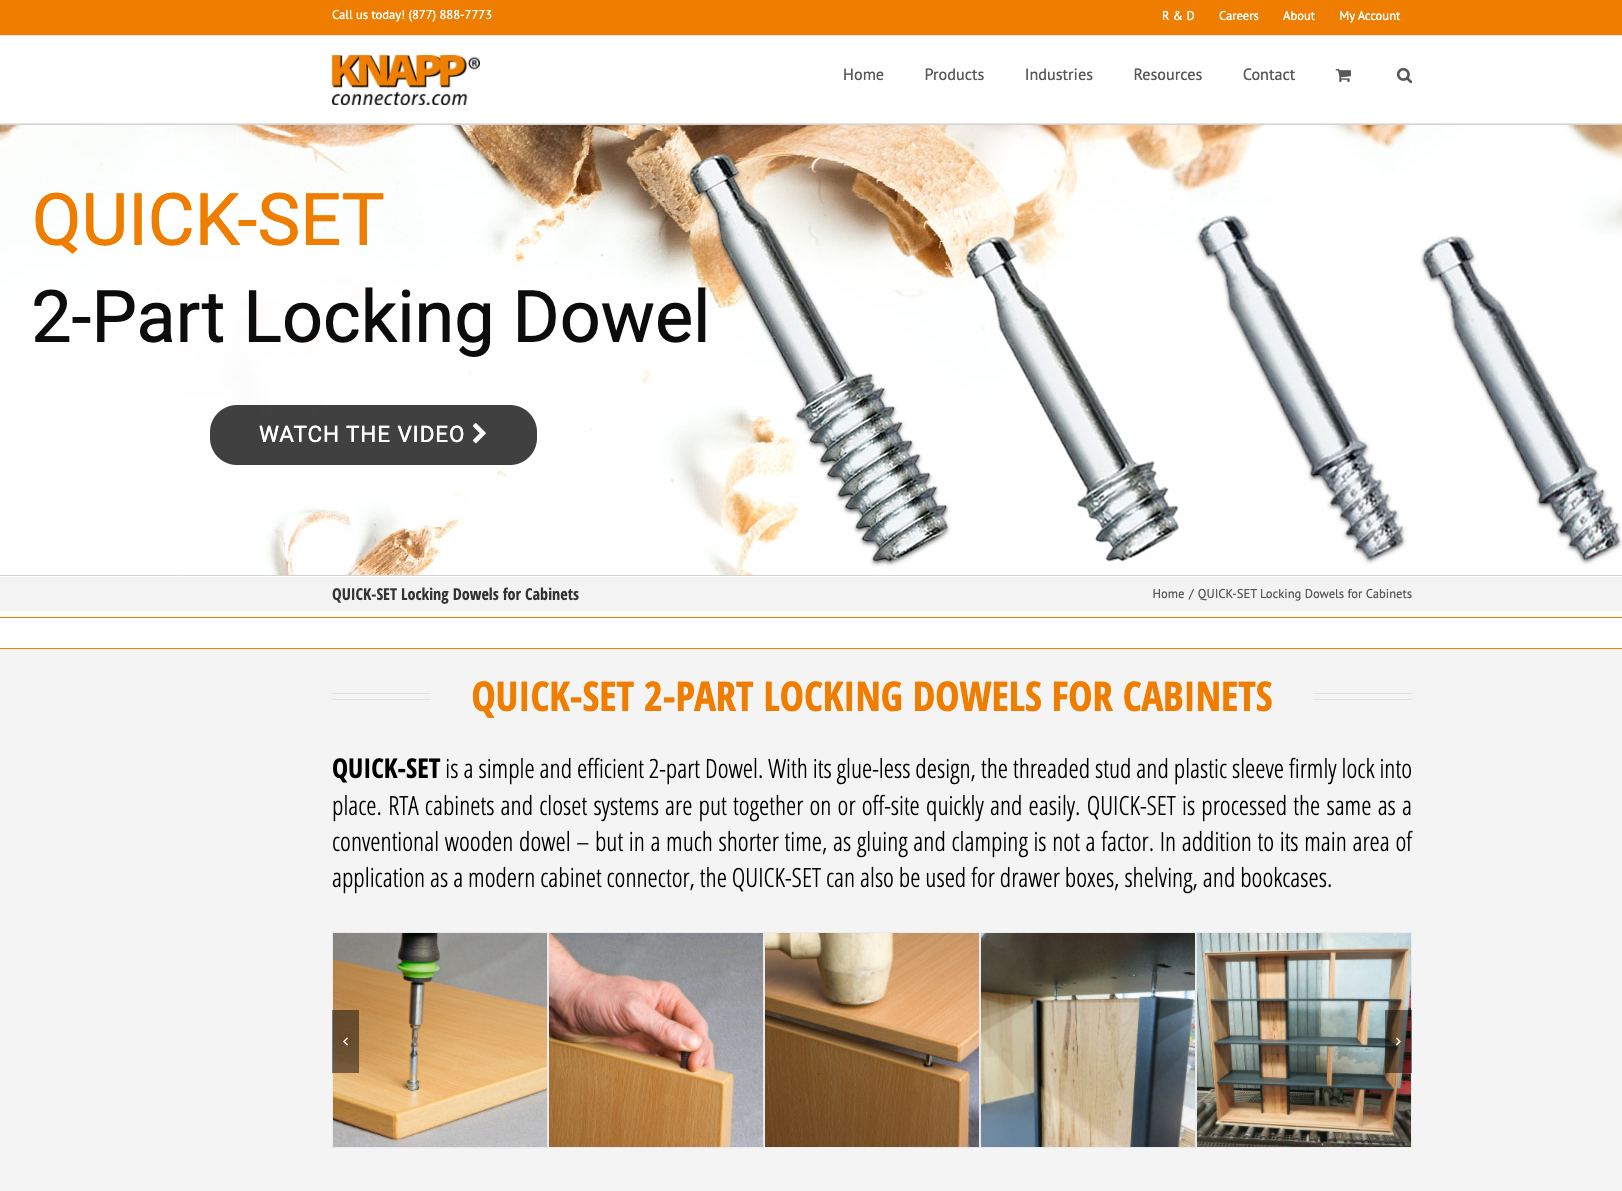 Call us today! (877) 888-7773
R & D Careers About My Account
KNAPP®
connectors.com
Home Products Industries Resources Contact
QUICK-SET
2-Part Locking Dowel
WATCH THE VIDEO
QUICK-SET Locking Dowels for Cabinets
Home / QUICK-SET Locking Dowels for Cabinets
QUICK-SET 2-PART LOCKING DOWELS FOR CABINETS
QUICK-SET is a simple and efficient 2-part Dowel. With its glue-less design, the threaded stud and plastic sleeve firmly lock into
place. RTA cabinets and closet systems are put together on or off-site quickly and easily. QUICK-SET is processed the same as a
conventional wooden dowel – but in a much shorter time, as gluing and clamping is not a factor. In addition to its main area of
application as a modern cabinet connector, the QUICK-SET can also be used for drawer boxes, shelving, and bookcases.